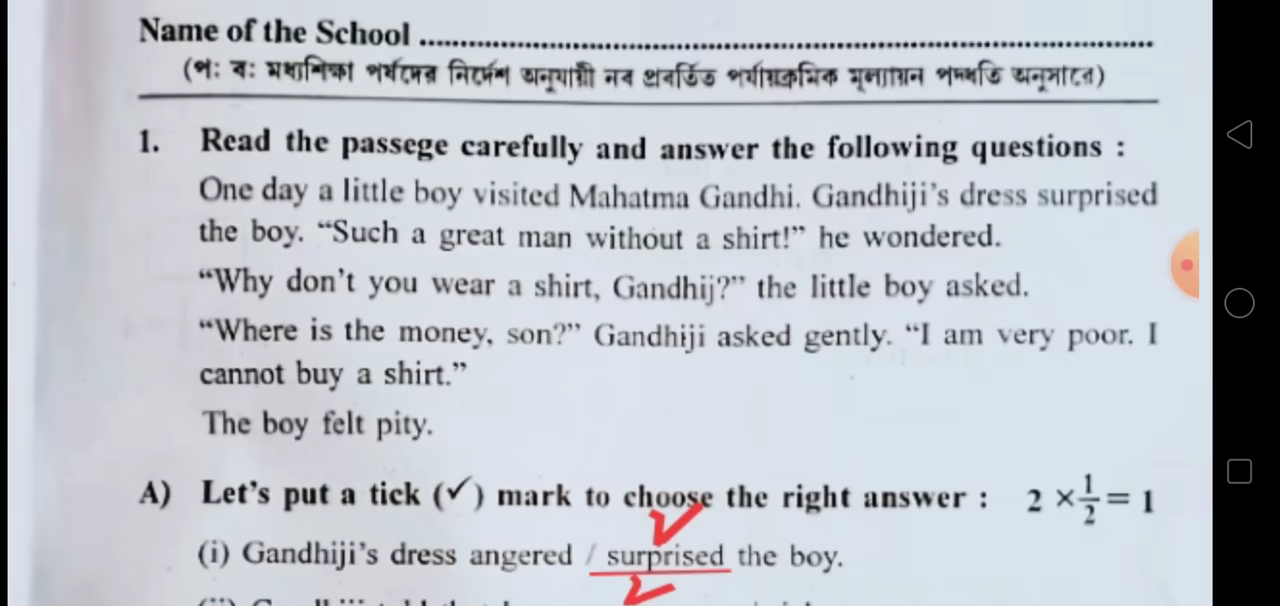 Name of the School ................................................
(পঃ বঃ মধ্যশিক্ষা পর্ষদের নির্দেশ অনুযায়ী নব প্রবর্তিত পর্যায়ক্রমিক মূল্যায়ন পদ্ধতি অনুসারে)
1. Read the passege carefully and answer the following questions :
One day a little boy visited Mahatma Gandhi. Gandhiji's dress surprised
the boy. “Such a great man without a shirt!” he wondered.
“Why don't you wear a shirt, Gandhij?” the little boy asked.
“Where is the money, son?” Gandhiji asked gently. “I am very poor. I
cannot buy a shirt.”
The boy felt pity.
A) Let's put a tick (✓) mark to choose the right answer : 2 ×1/2= 1
(i) Gandhiji's dress angered / surprised the boy.